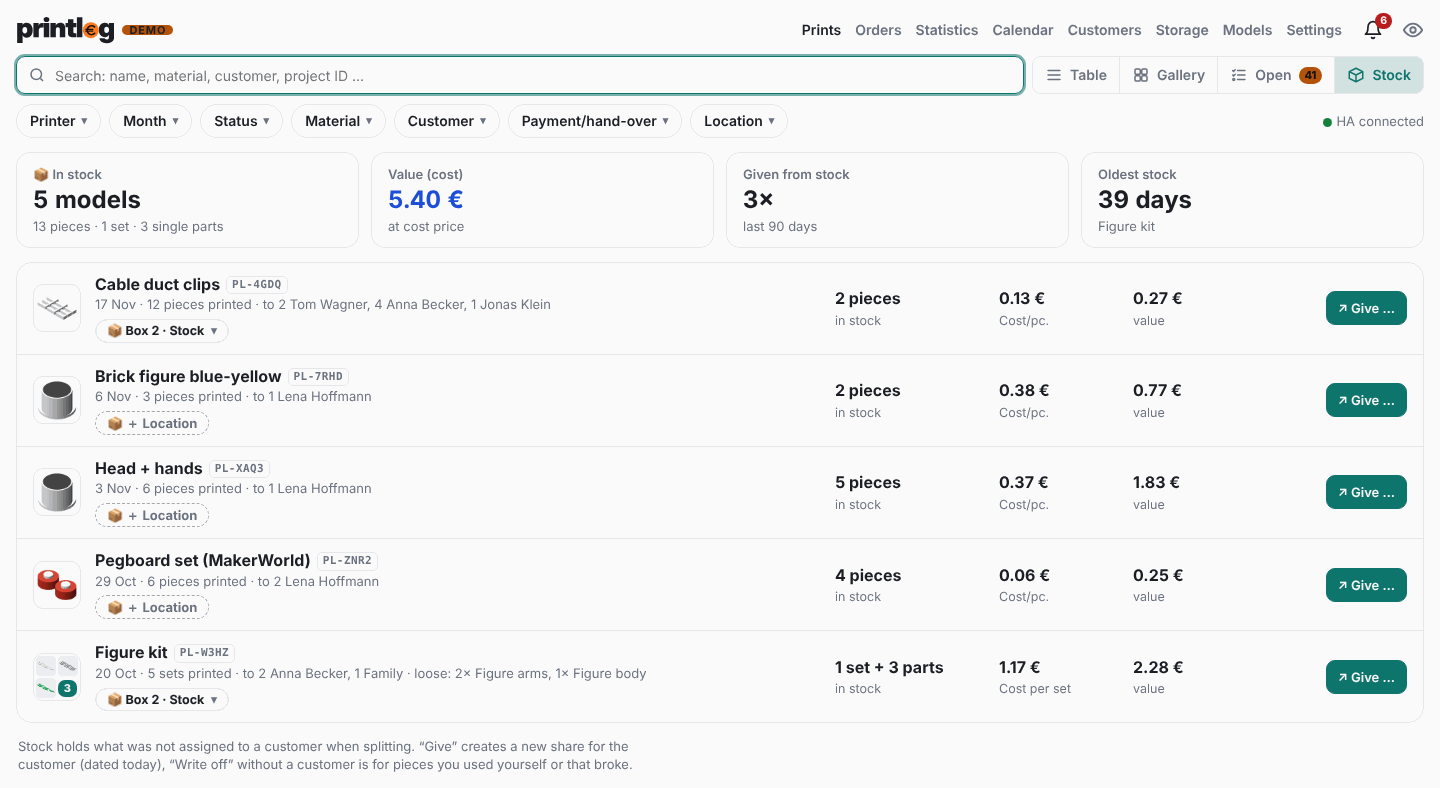 printl€g DEMO
Prints Orders Statistics Calendar Customers Storage Models Settings 6
Search: name, material, customer, project ID ...
Table Gallery Open 41 Stock
Printer ▾ Month ▾ Status ▾ Material ▾ Customer ▾ Payment/hand-over ▾ Location ▾
HA connected
📦 In stock
5 models
13 pieces · 1 set · 3 single parts
Value (cost)
5.40 €
at cost price
Given from stock
3×
last 90 days
Oldest stock
39 days
Figure kit
Cable duct clips PL-4GDQ
17 Nov · 12 pieces printed · to 2 Tom Wagner, 4 Anna Becker, 1 Jonas Klein
📦 Box 2 · Stock ▾
2 pieces
in stock
0.13 €
Cost/pc.
0.27 €
value
↗ Give ...
Brick figure blue-yellow PL-7RHD
6 Nov · 3 pieces printed · to 1 Lena Hoffmann
📦 + Location
2 pieces
in stock
0.38 €
Cost/pc.
0.77 €
value
↗ Give ...
Head + hands PL-XAQ3
3 Nov · 6 pieces printed · to 1 Lena Hoffmann
📦 + Location
5 pieces
in stock
0.37 €
Cost/pc.
1.83 €
value
↗ Give ...
Pegboard set (MakerWorld) PL-ZNR2
29 Oct · 6 pieces printed · to 2 Lena Hoffmann
📦 + Location
4 pieces
in stock
0.06 €
Cost/pc.
0.25 €
value
↗ Give ...
3
Figure kit PL-W3HZ
20 Oct · 5 sets printed · to 2 Anna Becker, 1 Family · loose: 2× Figure arms, 1× Figure body
📦 Box 2 · Stock ▾
1 set + 3 parts
in stock
1.17 €
Cost per set
2.28 €
value
↗ Give ...
Stock holds what was not assigned to a customer when splitting. “Give” creates a new share for the
customer (dated today), “Write off” without a customer is for pieces you used yourself or that broke.